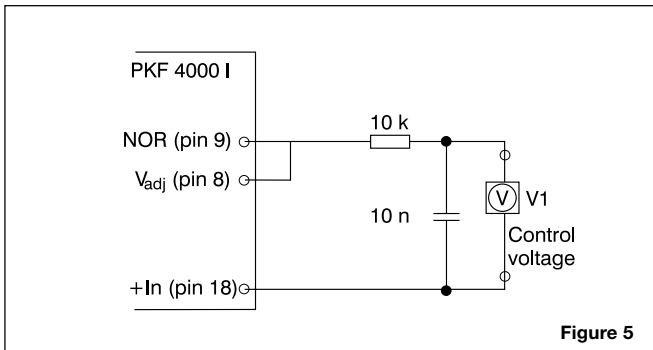 PKF 4000 I
10 k
NOR (pin 9)
Vadj (pin 8)
V
V1
10 n
Control
voltage
+In (pin 18)
Figure 5